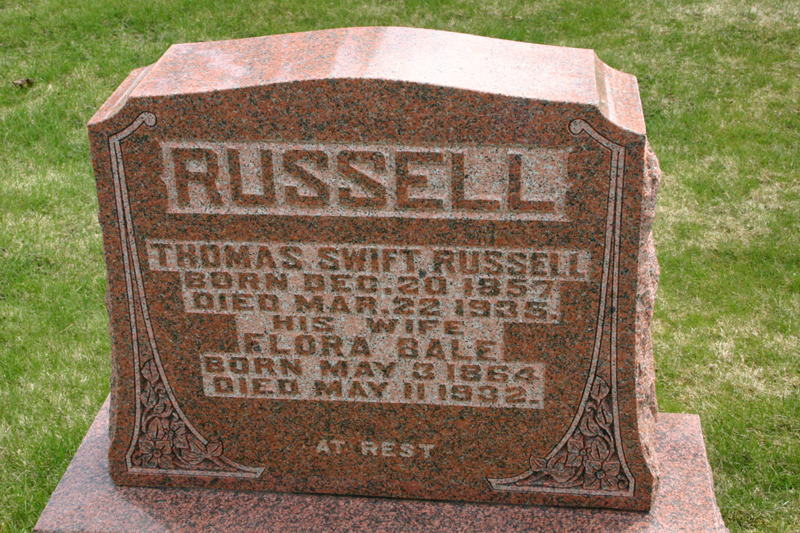 RUSSELL
THOMAS SWIFT RUSSELL
BORN DEC. 20 1857
DIED MAR. 22 1935.
HIS WIFE
FLORA BALE
BORN MAY 3 1864
DIED MAY 11 1932.
AT REST